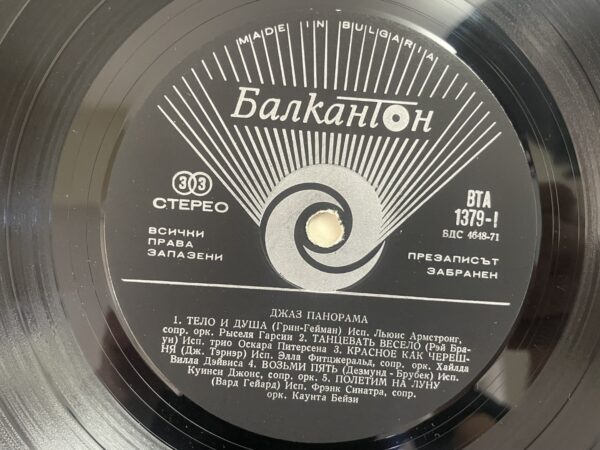 MADE IN BULGARIA
Балкантон
33
СТЕРЕО
ВСИЧКИ
ПРАВА
ЗАПАЗЕНИ
ВТА
1379-I
БДС 4648-71
ПРЕЗАПИСЪТ
ЗАБРАНЕН
ДЖАЗ ПАНОРАМА
1. ТЕЛО И ДУША (Грин-Гейман) Исп. Льюис Армстронг,
сопр. орк. Рыселя Гарсии 2. ТАНЦЕВАТЬ ВЕСЕЛО (Рэй Бра-
ун) Исп. трио Оскара Питерсена 3. КРАСНОЕ КАК ЧЕРЕШ-
НЯ (Дж. Тэрнэр) Исп. Элла Фитцжеральд, сопр. орк. Хайлда
Вилла Дэйвиса 4. ВОЗЬМИ ПЯТЬ (Дезмунд - Брубек) Исп.
Куинси Джонс, сопр. орк. 5. ПОЛЕТИМ НА ЛУНУ
(Вард Гейард) Исп. Фрэнк Синатра, сопр.
орк. Каунта Бейзи